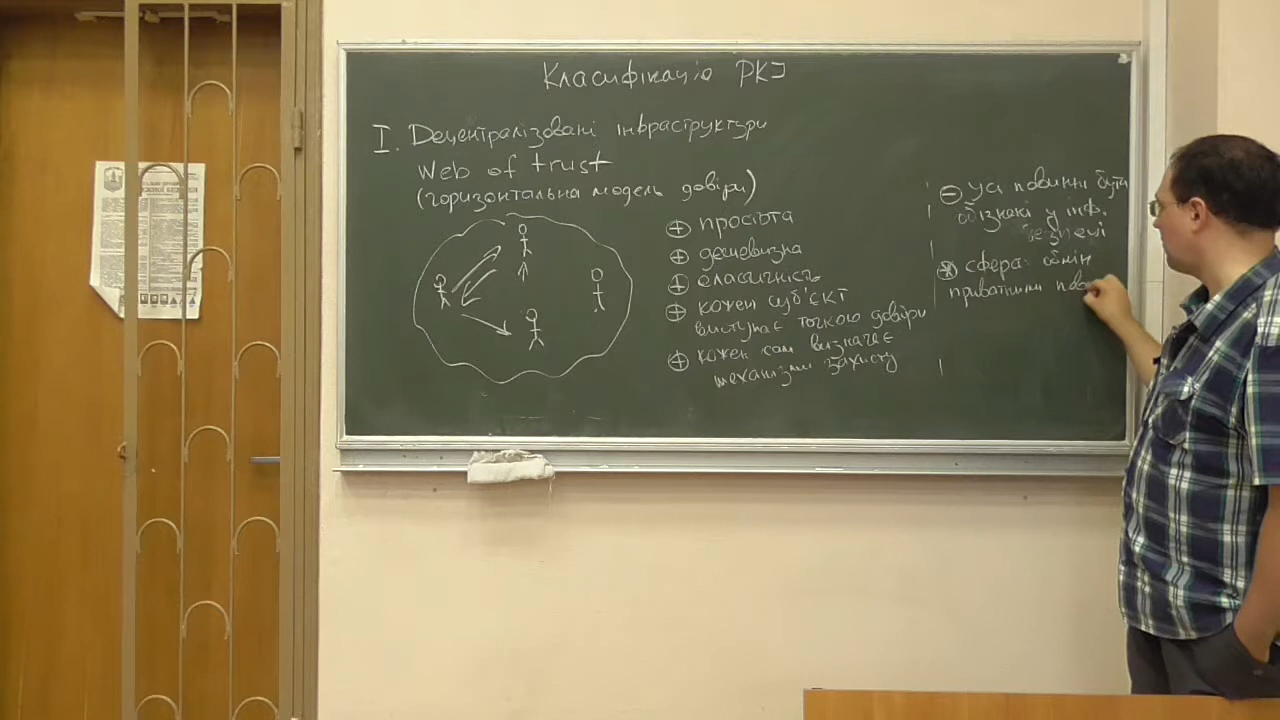 Класифікація PKI
I. Децентралізовані інфраструктури
Web of trust
(горизонтальна модель довіри)
⊕ простота
⊕ дешевизна
⊕ еластичність
⊕ кожен суб'єкт
виступає точкою довіри
⊕ кожен сам визначає
механізми захисту
⊖ усі повинні бути
обізнані у інф.
безпеці
⊛ сфера: обмін
приватними пов